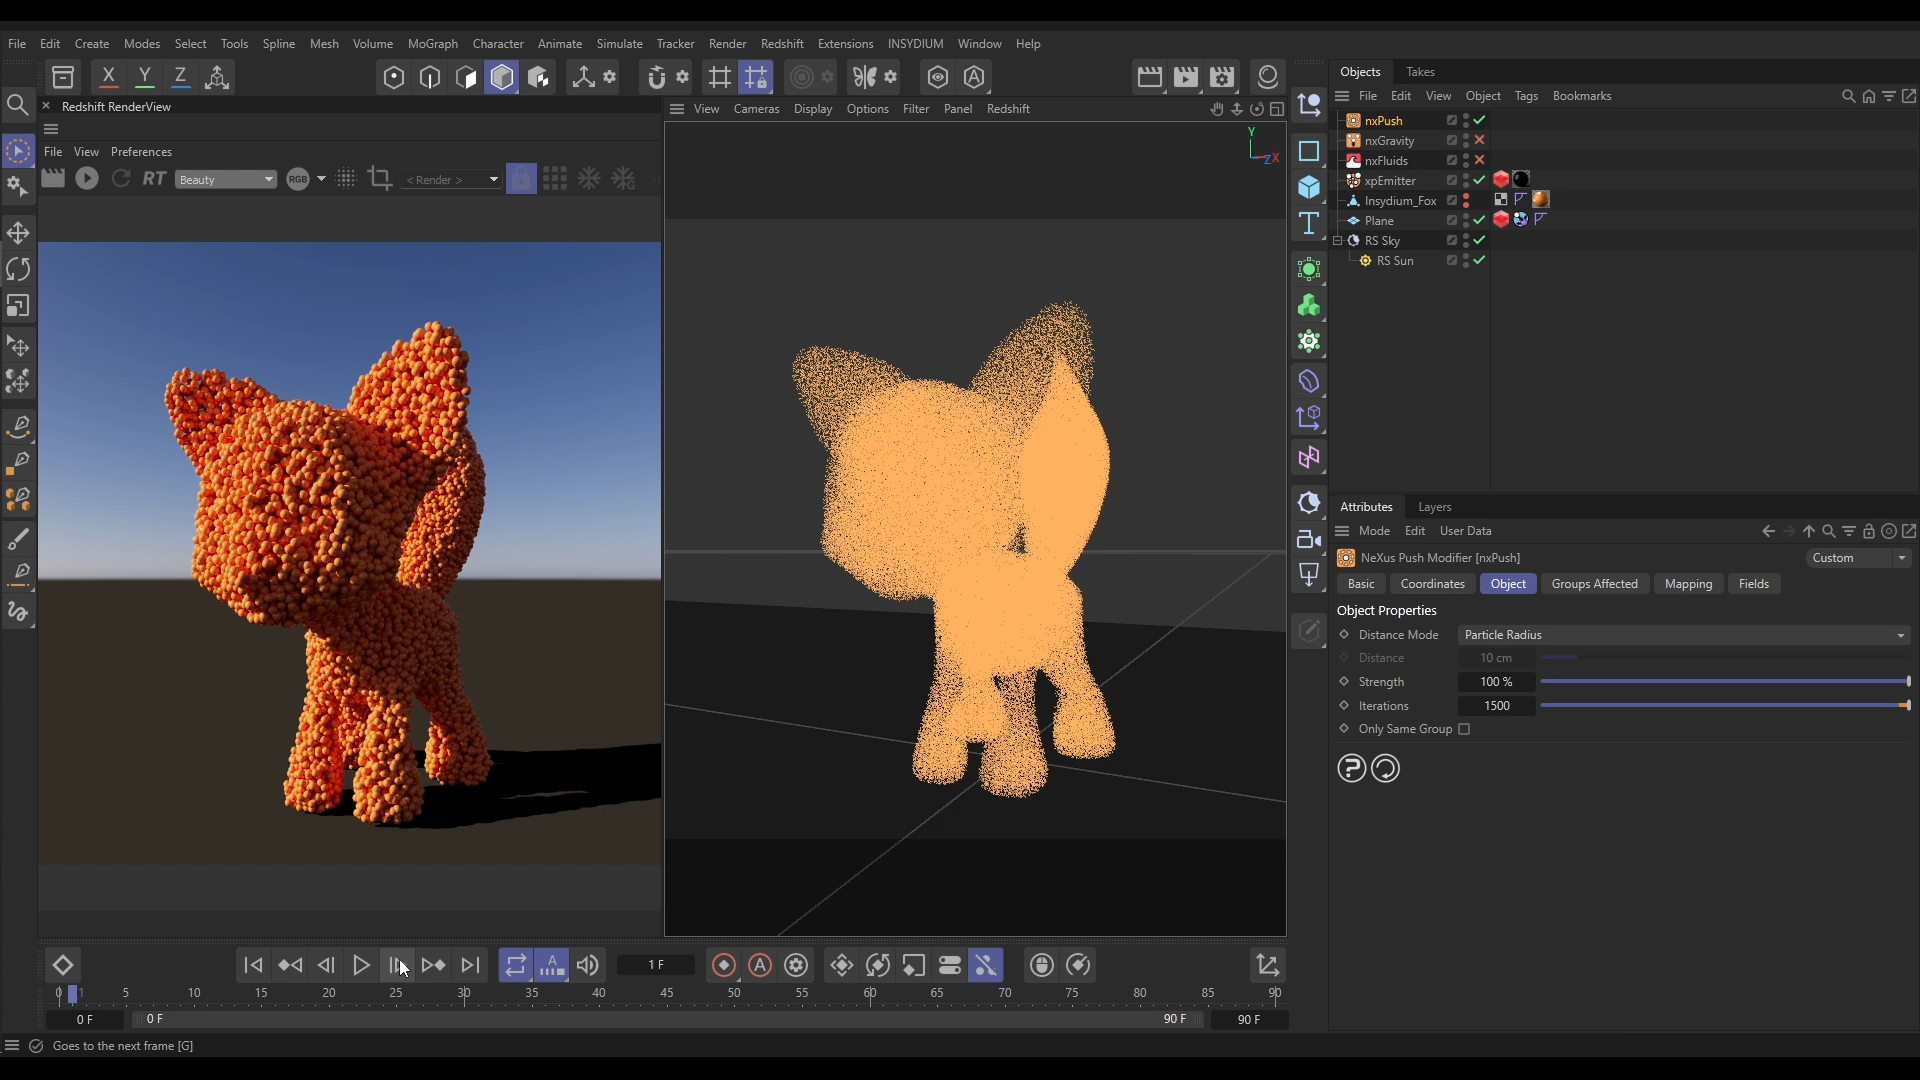 File Edit Create Modes Select Tools Spline Mesh Volume MoGraph Character Animate Simulate Tracker Render Redshift Extensions INSYDIUM Window Help
X Y Z
Objects Takes
File Edit View Object Tags Bookmarks
Redshift RenderView
View Cameras Display Options Filter Panel Redshift
File View Preferences
RT Beauty RGB < Render >
Y
Z X
nxPush
nxGravity
nxFluids
xpEmitter
Insydium_Fox
Plane
RS Sky
RS Sun
T
Attributes Layers
Mode Edit User Data
NeXus Push Modifier [nxPush] Custom
Basic Coordinates Object Groups Affected Mapping Fields
Object Properties
Distance Mode Particle Radius
Distance 10 cm
Strength 100 %
Iterations 1500
Only Same Group
?
A 1 F A
0 1 5 10 15 20 25 30 35 40 45 50 55 60 65 70 75 80 85 90
0 F 0 F 90 F 90 F
Goes to the next frame [G]